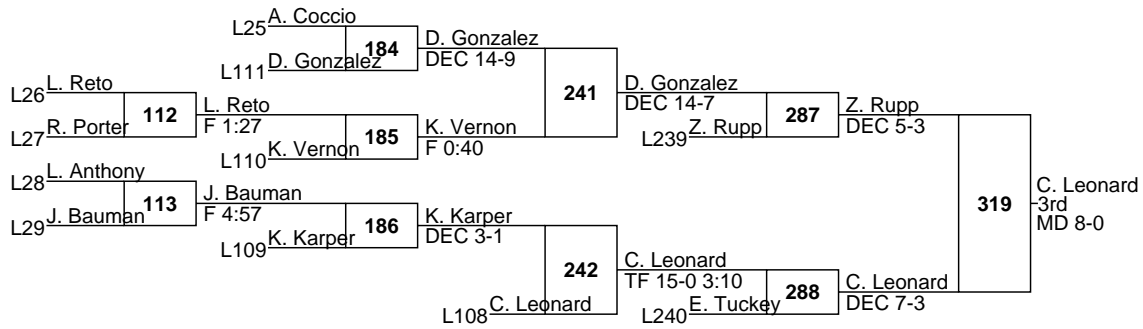 L25 A. Coccio
184
D. Gonzalez
DEC 14-9
L111 D. Gonzalez
L26 L. Reto
112
L. Reto
F 1:27
L27 R. Porter
185
K. Vernon
F 0:40
L110 K. Vernon
241
D. Gonzalez
DEC 14-7
L239 Z. Rupp
287
Z. Rupp
DEC 5-3
L28 L. Anthony
113
J. Bauman
F 4:57
L29 J. Bauman
186
K. Karper
DEC 3-1
L109 K. Karper
242
C. Leonard
TF 15-0 3:10
L108 C. Leonard
L240 E. Tuckey
288
C. Leonard
DEC 7-3
319
C. Leonard
3rd
MD 8-0